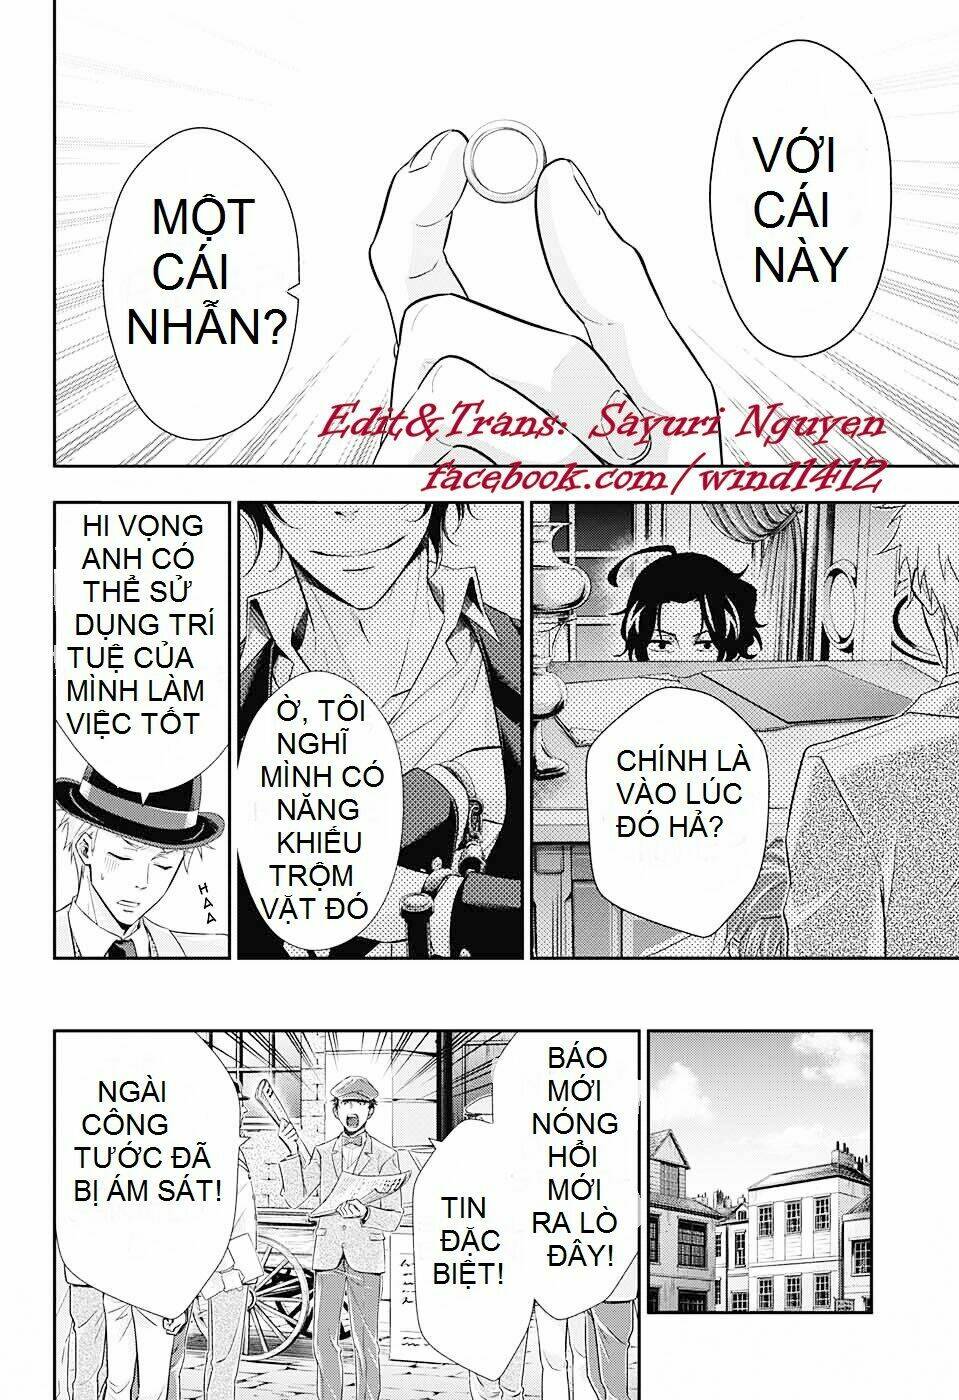 VỚI
CÁI
NÀY
MỘT
CÁI
NHẪN?
Edit&Trans: Sayuri Nguyen
facebook.com/wind1412
CHÍNH LÀ
VÀO LÚC
ĐÓ HẢ?
Ờ, TÔI
NGHĨ
MÌNH CÓ
NĂNG
KHIẾU
TRỘM
VẶT ĐÓ
HI VỌNG
ANH CÓ
THỂ SỬ
DỤNG TRÍ
TUỆ CỦA
MÌNH LÀM
VIỆC TỐT
HAA
BÁO
MỚI
NÓNG
HỔI
MỚI
RA LÒ
ĐÂY!
TIN
ĐẶC
BIỆT!
NGÀI
CÔNG
TƯỚC ĐÃ
BỊ ÁM SÁT!